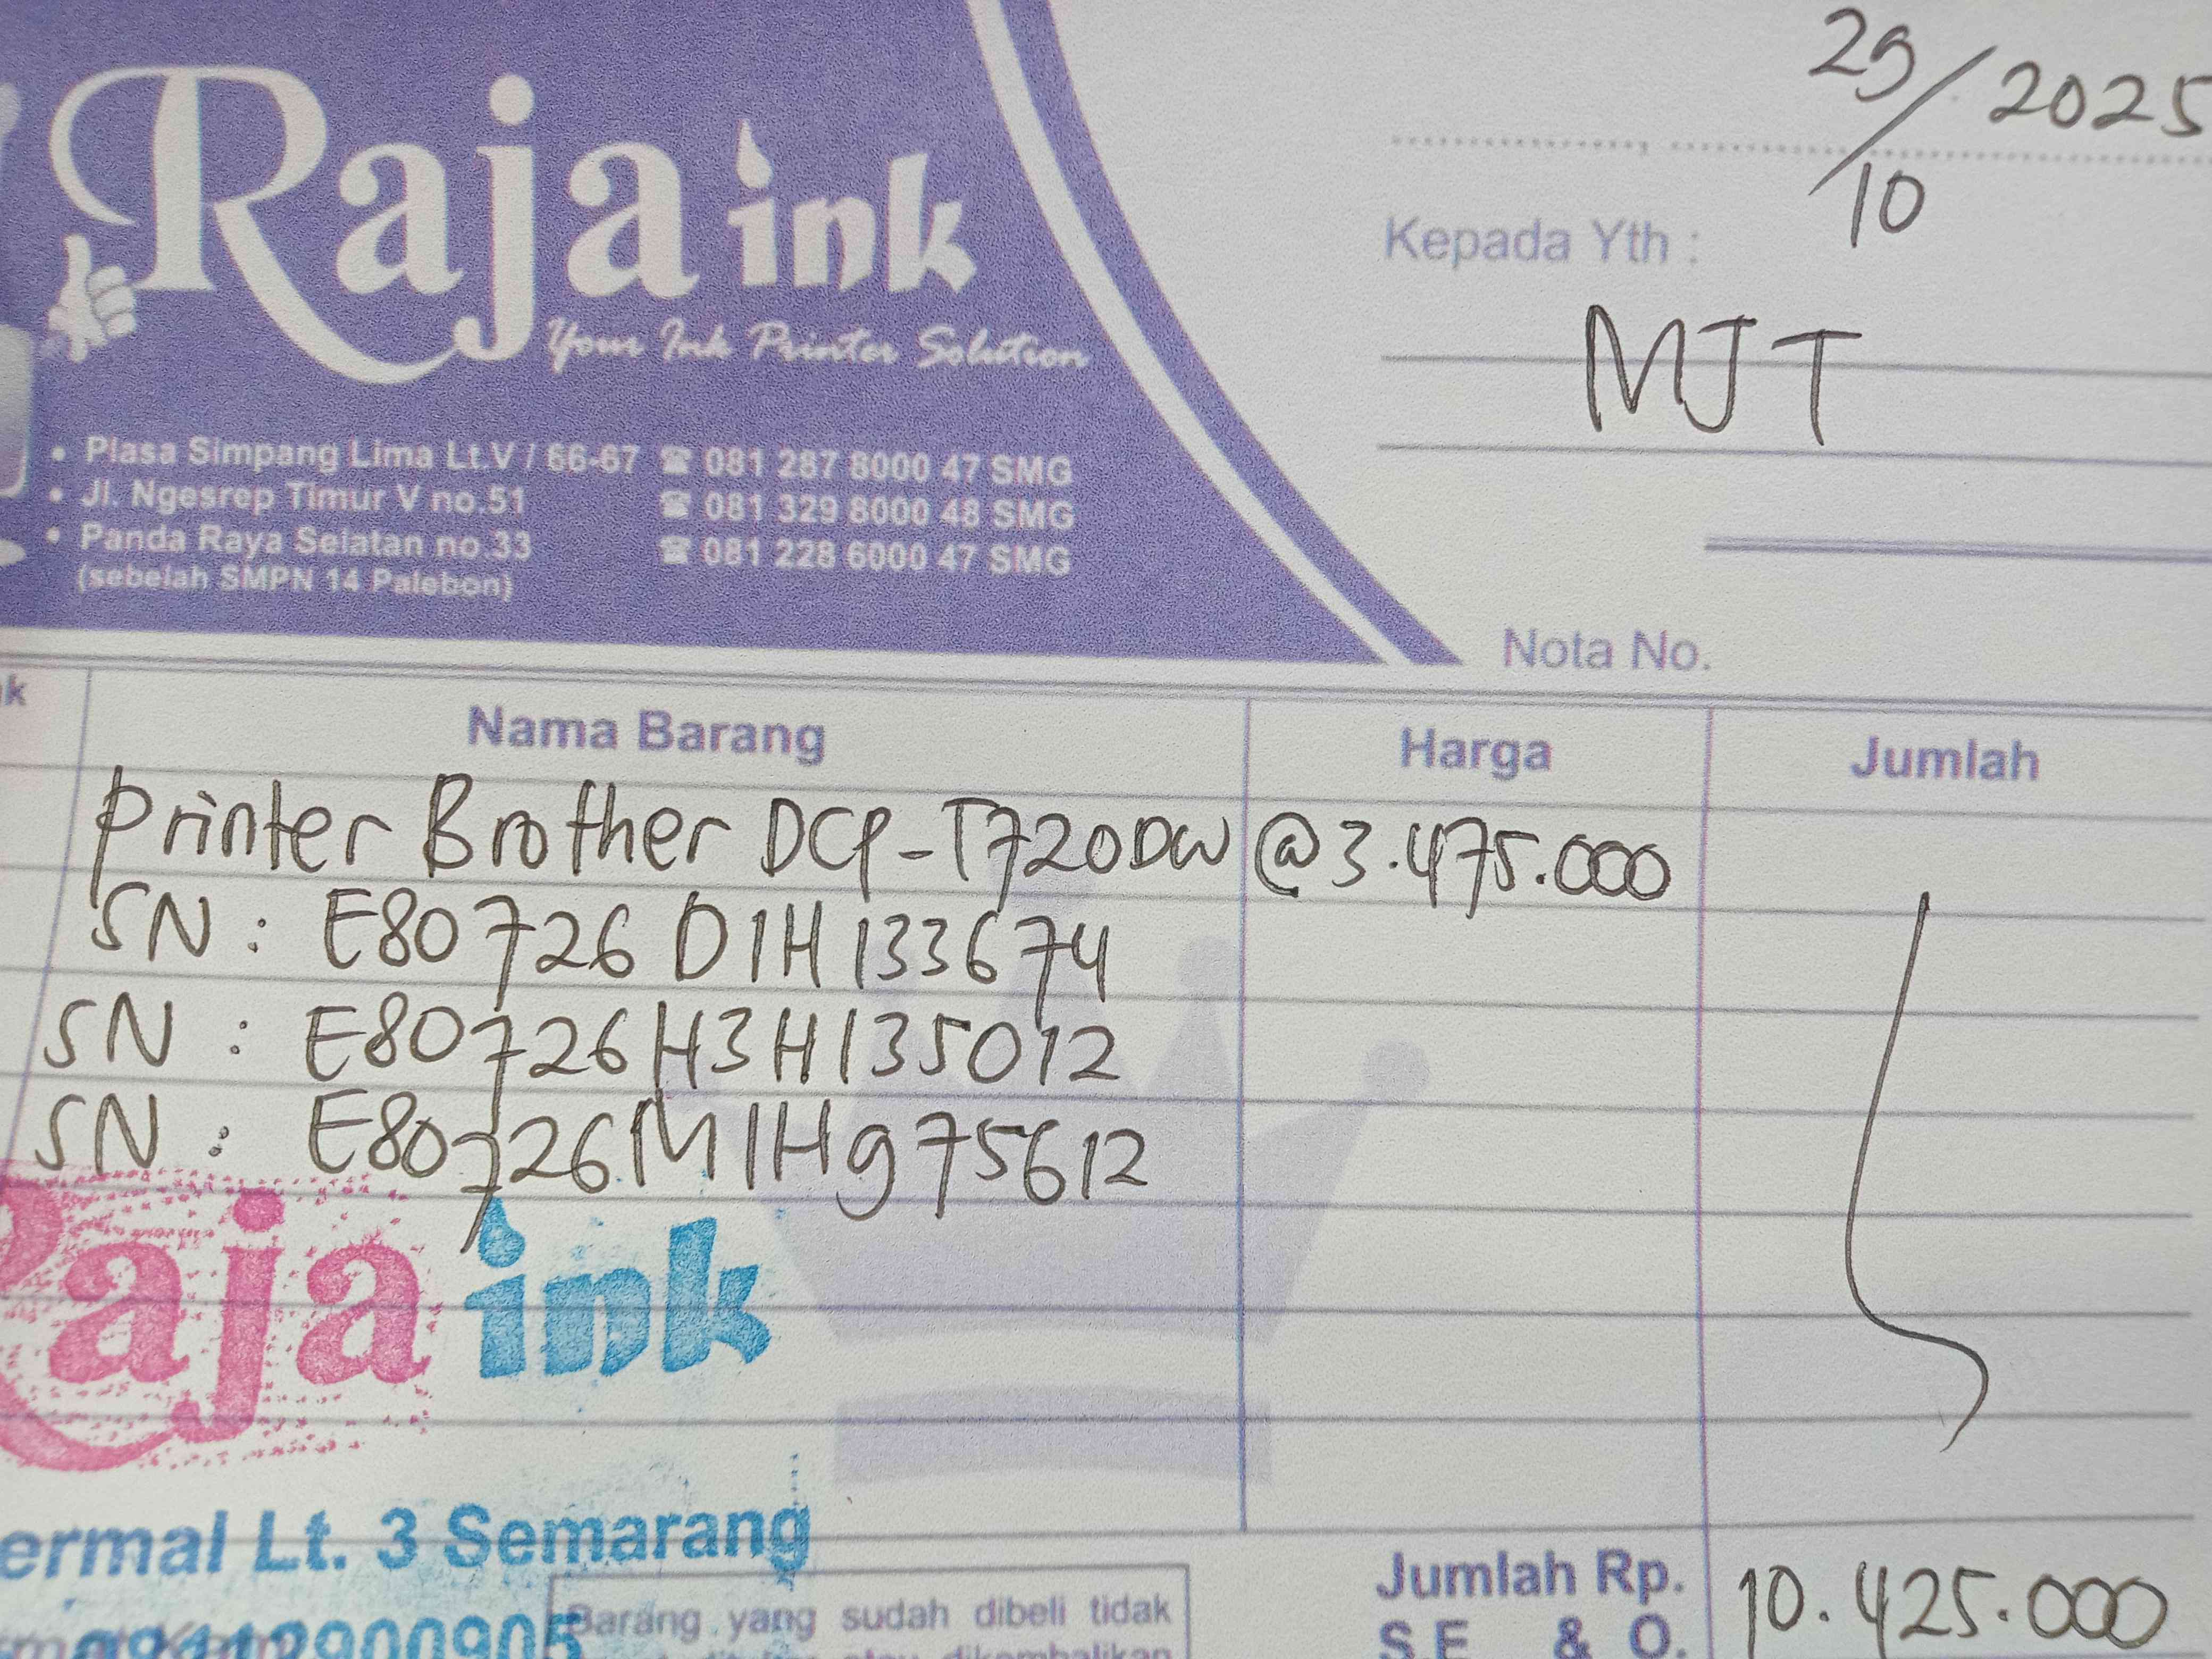 29/10 2025
Raja ink
Your Ink Printer Solution
Kepada Yth :
MJT
• Plasa Simpang Lima Lt.V / 66-67 ☎ 081 287 8000 47 SMG
• Jl. Ngesrep Timur V no.51 ☎ 081 329 8000 48 SMG
• Panda Raya Selatan no.33 ☎ 081 228 6000 47 SMG
(sebelah SMPN 14 Palebon)
Nota No.
Nama Barang Harga Jumlah
Printer Brother DCP-T720DW @3.475.000
SN : E80726D1H133674
SN : E80726H3H135012
SN : E80726M1H975612
Raja ink
Lt. 3 Semarang
Jumlah Rp. 10.425.000
Barang yang sudah dibeli tidak
S.E & O.